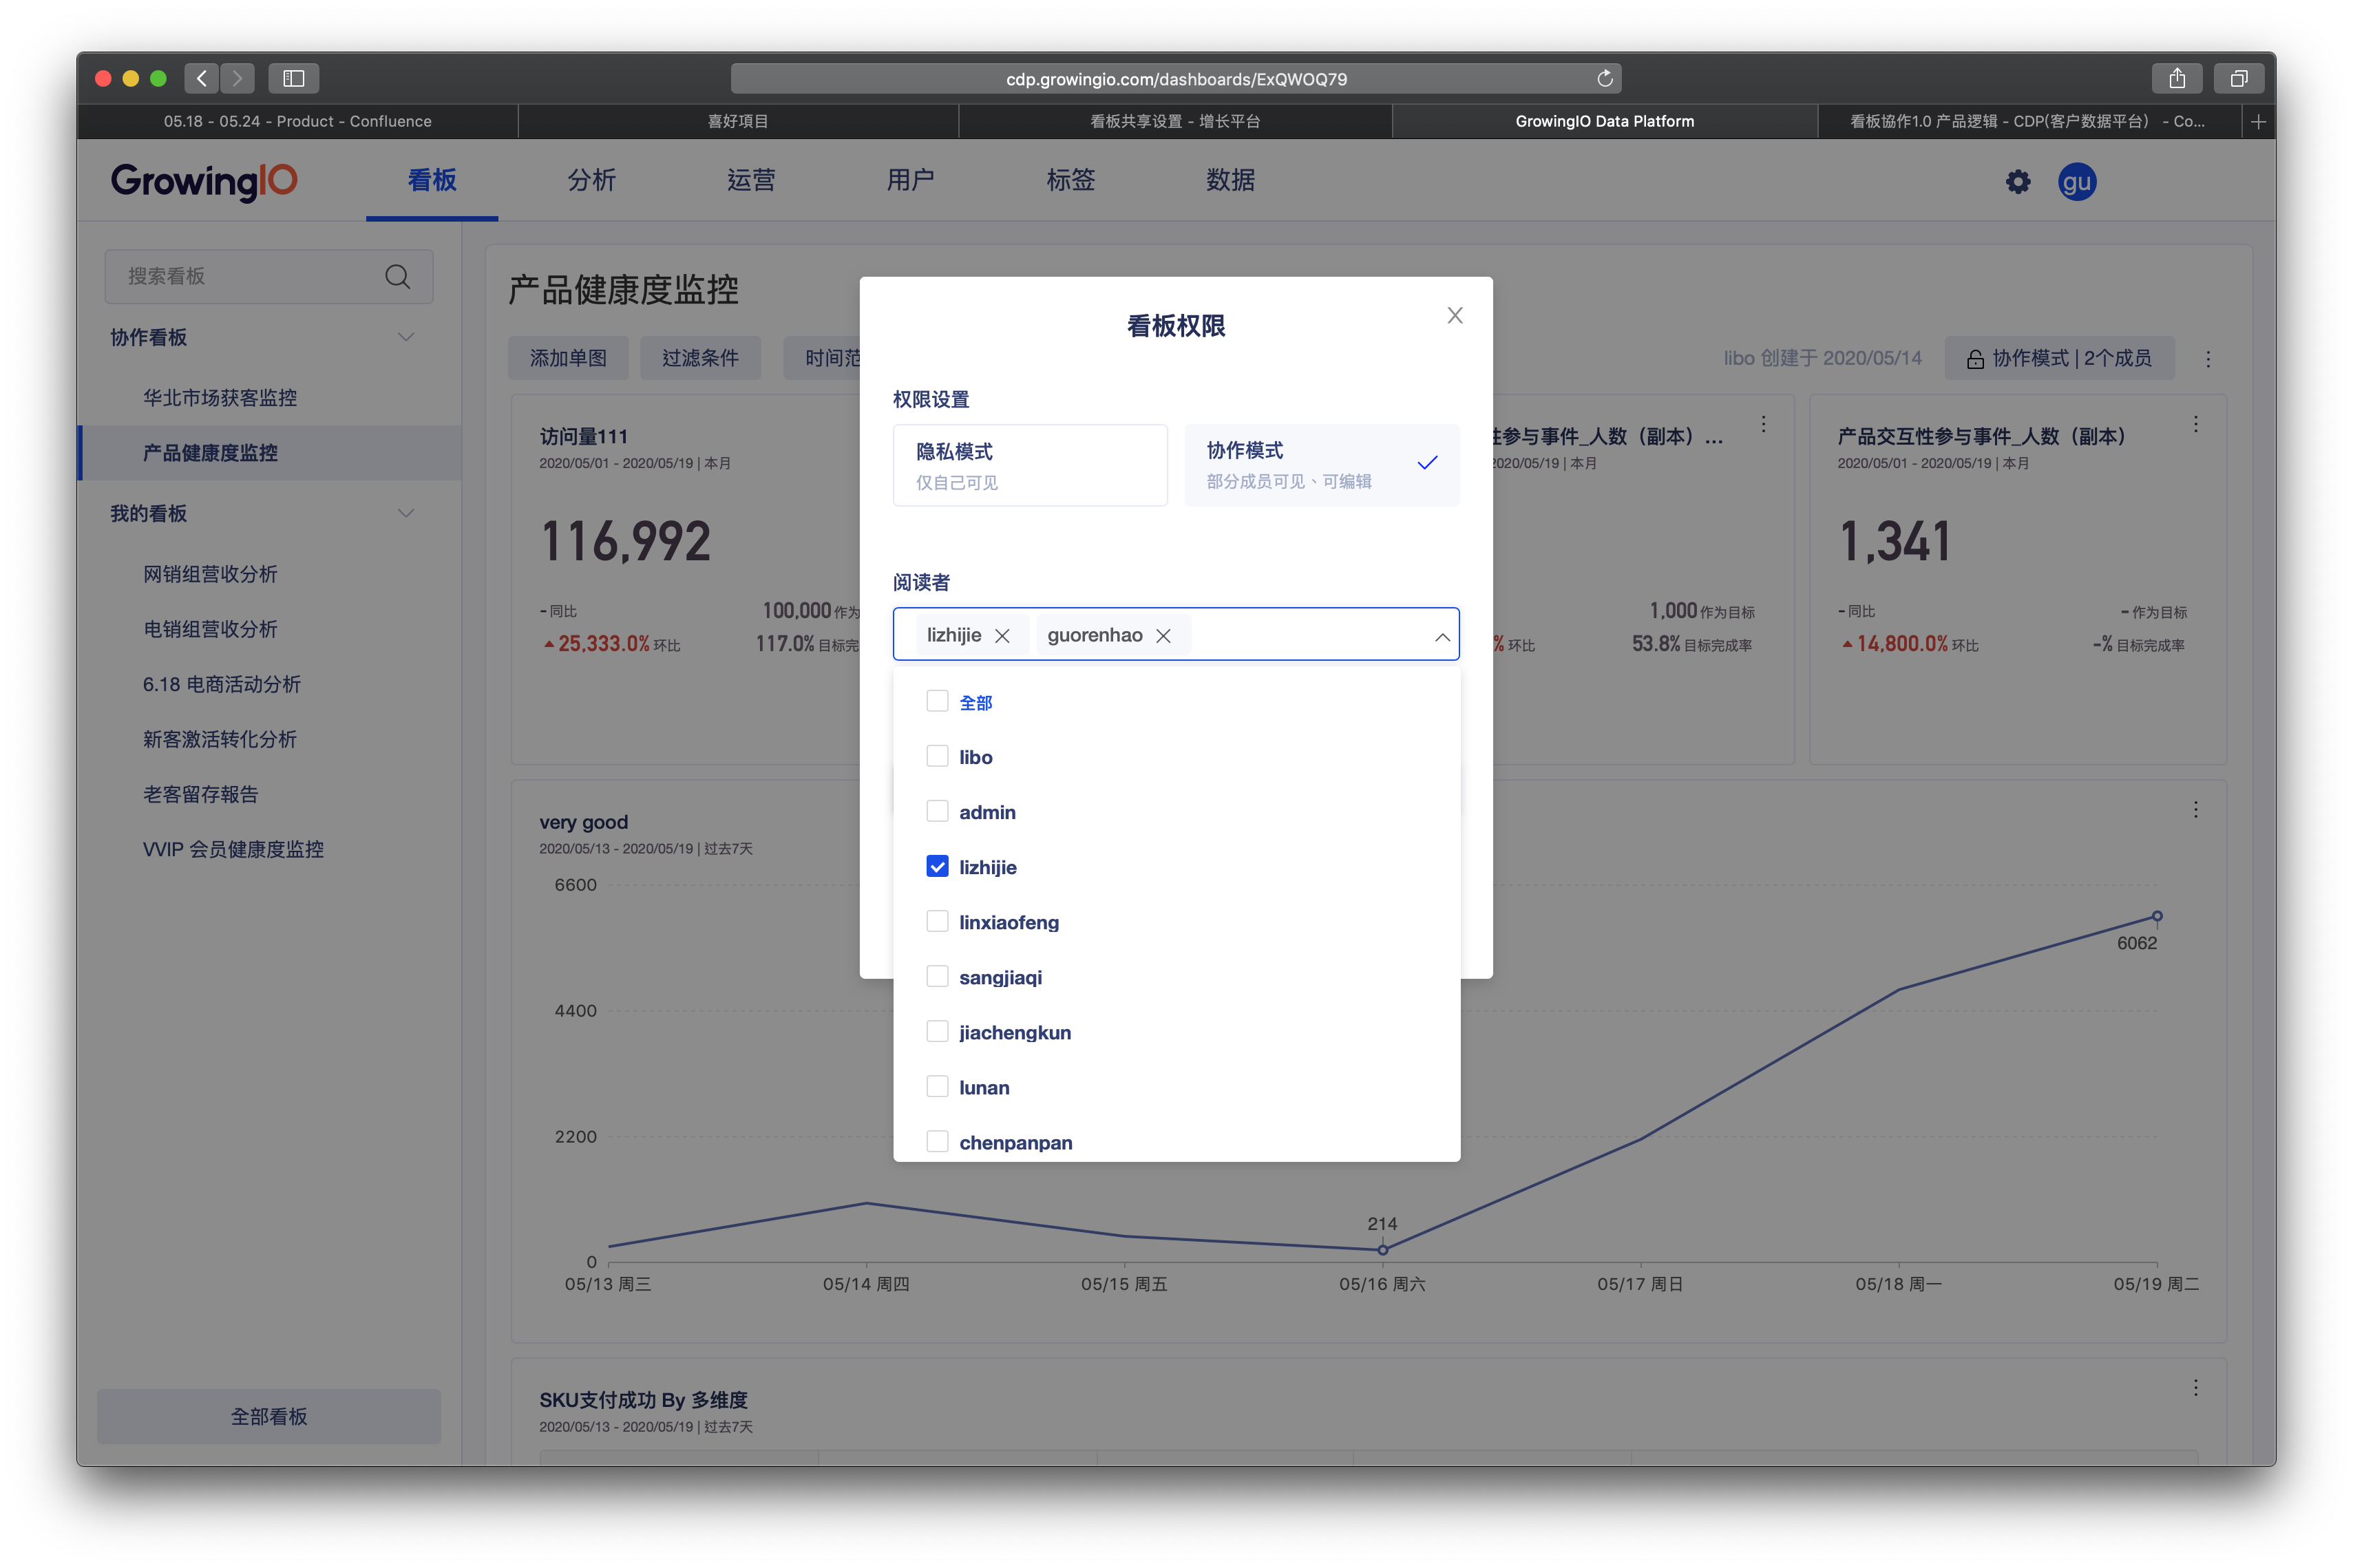 cdp.growingio.com/dashboards/ExQWOQ79
05.18 - 05.24 - Product - Confluence
喜好項目
看板共享设置 - 增长平台
GrowingIO Data Platform
看板协作1.0 产品逻辑 - CDP(客户数据平台) - Co...
GrowingIO
看板
分析
运营
用户
标签
数据
gu
搜索看板
协作看板
华北市场获客监控
产品健康度监控
我的看板
网销组营收分析
电销组营收分析
6.18 电商活动分析
新客激活转化分析
老客留存報告
VVIP 会员健康度监控
全部看板
产品健康度监控
添加单图
过滤条件
时间范
libo 创建于 2020/05/14
协作模式 | 2个成员
访问量111
2020/05/01 - 2020/05/19 | 本月
116,992
- 同比
100,000 作为
25,333.0% 环比
117.0% 目标完
性参与事件_人数（副本）...
2020/05/19 | 本月
1,000 作为目标
% 环比
53.8% 目标完成率
产品交互性参与事件_人数（副本）
2020/05/01 - 2020/05/19 | 本月
1,341
- 同比
- 作为目标
14,800.0% 环比
-% 目标完成率
看板权限
权限设置
隐私模式
仅自己可见
协作模式
部分成员可见、可编辑
阅读者
lizhijie
guorenhao
全部
libo
admin
lizhijie
linxiaofeng
sangjiaqi
jiachengkun
lunan
chenpanpan
very good
2020/05/13 - 2020/05/19 | 过去7天
6600
4400
2200
0
6062
214
05/13 周三
05/14 周四
05/15 周五
05/16 周六
05/17 周日
05/18 周一
05/19 周二
SKU支付成功 By 多维度
2020/05/13 - 2020/05/19 | 过去7天